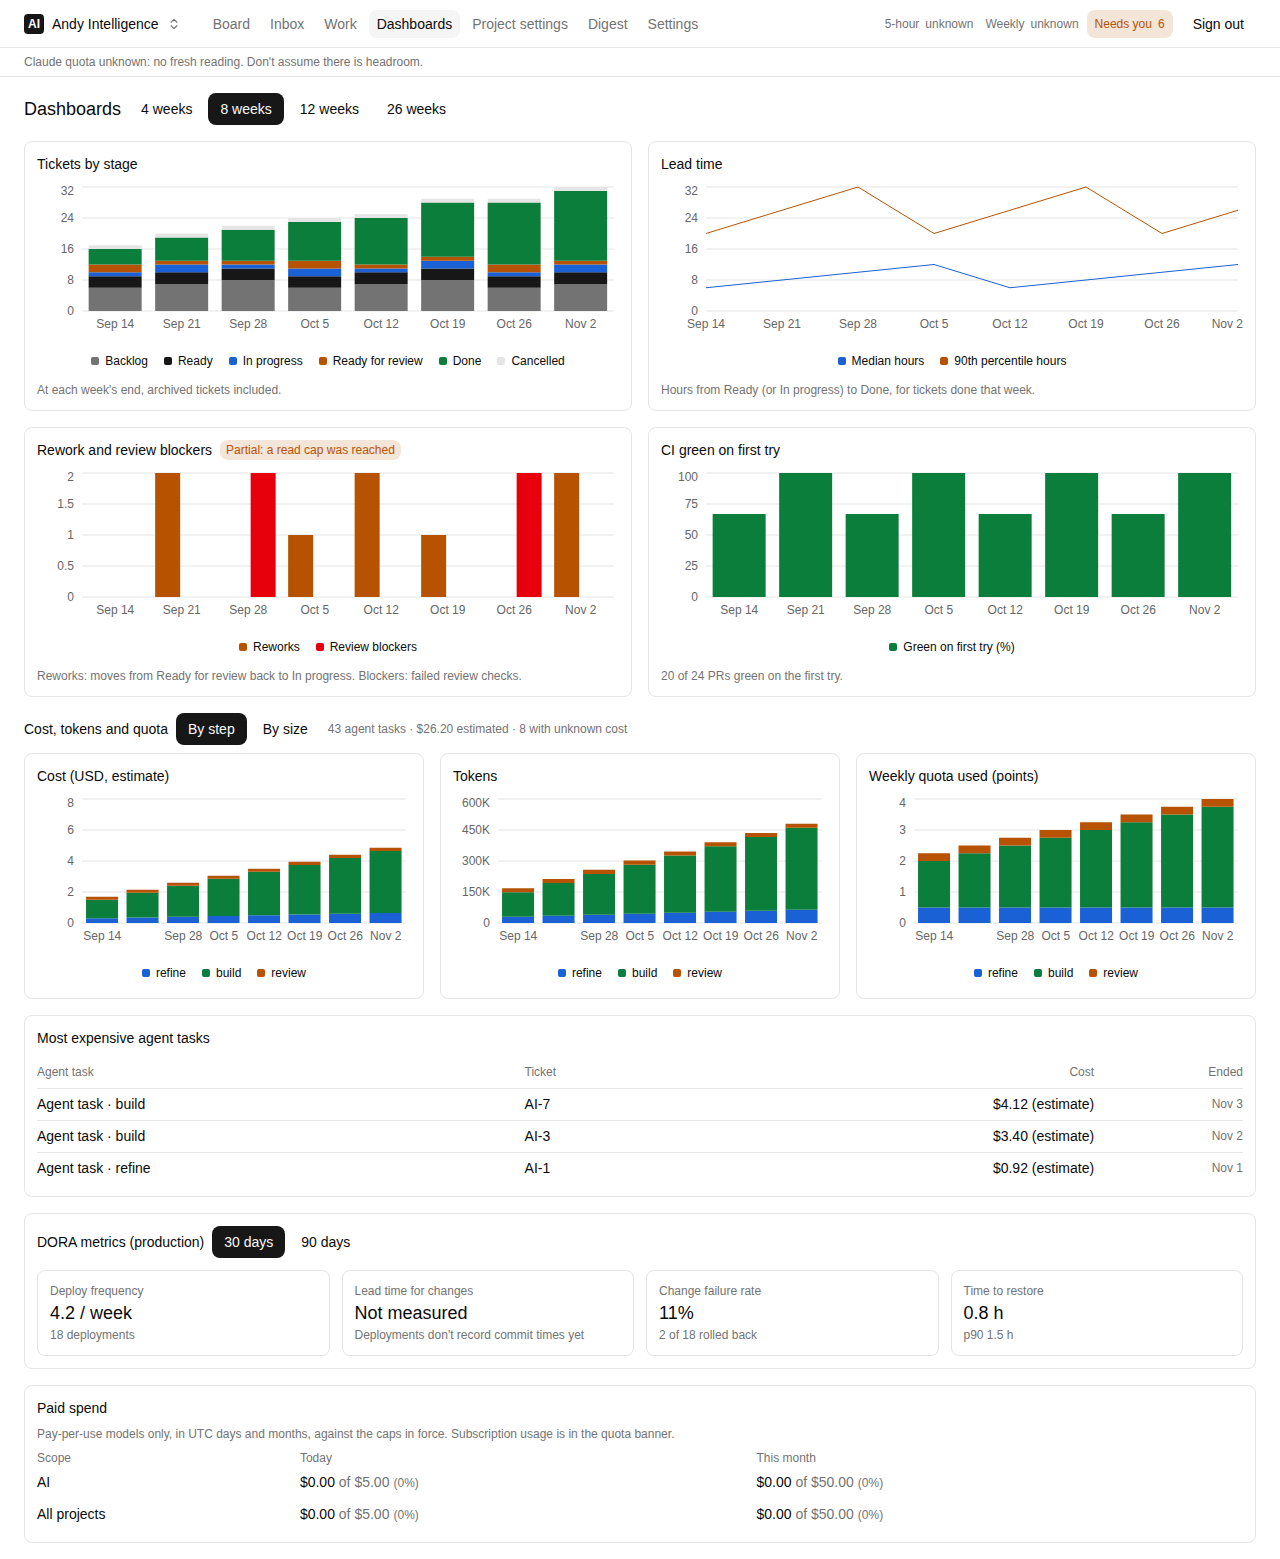 AI Andy Intelligence Board Inbox Work Dashboards Project settings Digest Settings 5-hour unknown Weekly unknown Needs you 6 Sign out
Claude quota unknown: no fresh reading. Don't assume there is headroom.
Dashboards 4 weeks 8 weeks 12 weeks 26 weeks
Tickets by stage
32
24
16
8
0
Sep 14 Sep 21 Sep 28 Oct 5 Oct 12 Oct 19 Oct 26 Nov 2
Backlog Ready In progress Ready for review Done Cancelled
At each week's end, archived tickets included.
Lead time
32
24
16
8
0
Sep 14 Sep 21 Sep 28 Oct 5 Oct 12 Oct 19 Oct 26 Nov 2
Median hours 90th percentile hours
Hours from Ready (or In progress) to Done, for tickets done that week.
Rework and review blockers Partial: a read cap was reached
2
1.5
1
0.5
0
Sep 14 Sep 21 Sep 28 Oct 5 Oct 12 Oct 19 Oct 26 Nov 2
Reworks Review blockers
Reworks: moves from Ready for review back to In progress. Blockers: failed review checks.
CI green on first try
100
75
50
25
0
Sep 14 Sep 21 Sep 28 Oct 5 Oct 12 Oct 19 Oct 26 Nov 2
Green on first try (%)
20 of 24 PRs green on the first try.
Cost, tokens and quota By step By size 43 agent tasks · $26.20 estimated · 8 with unknown cost
Cost (USD, estimate)
8
6
4
2
0
Sep 14 Sep 28 Oct 5 Oct 12 Oct 19 Oct 26 Nov 2
refine build review
Tokens
600K
450K
300K
150K
0
Sep 14 Sep 28 Oct 5 Oct 12 Oct 19 Oct 26 Nov 2
refine build review
Weekly quota used (points)
4
3
2
1
0
Sep 14 Sep 28 Oct 5 Oct 12 Oct 19 Oct 26 Nov 2
refine build review
Most expensive agent tasks
Agent task Ticket Cost Ended
Agent task · build AI-7 $4.12 (estimate) Nov 3
Agent task · build AI-3 $3.40 (estimate) Nov 2
Agent task · refine AI-1 $0.92 (estimate) Nov 1
DORA metrics (production) 30 days 90 days
Deploy frequency
4.2 / week
18 deployments
Lead time for changes
Not measured
Deployments don't record commit times yet
Change failure rate
11%
2 of 18 rolled back
Time to restore
0.8 h
p90 1.5 h
Paid spend
Pay-per-use models only, in UTC days and months, against the caps in force. Subscription usage is in the quota banner.
Scope Today This month
AI $0.00 of $5.00 (0%) $0.00 of $50.00 (0%)
All projects $0.00 of $5.00 (0%) $0.00 of $50.00 (0%)